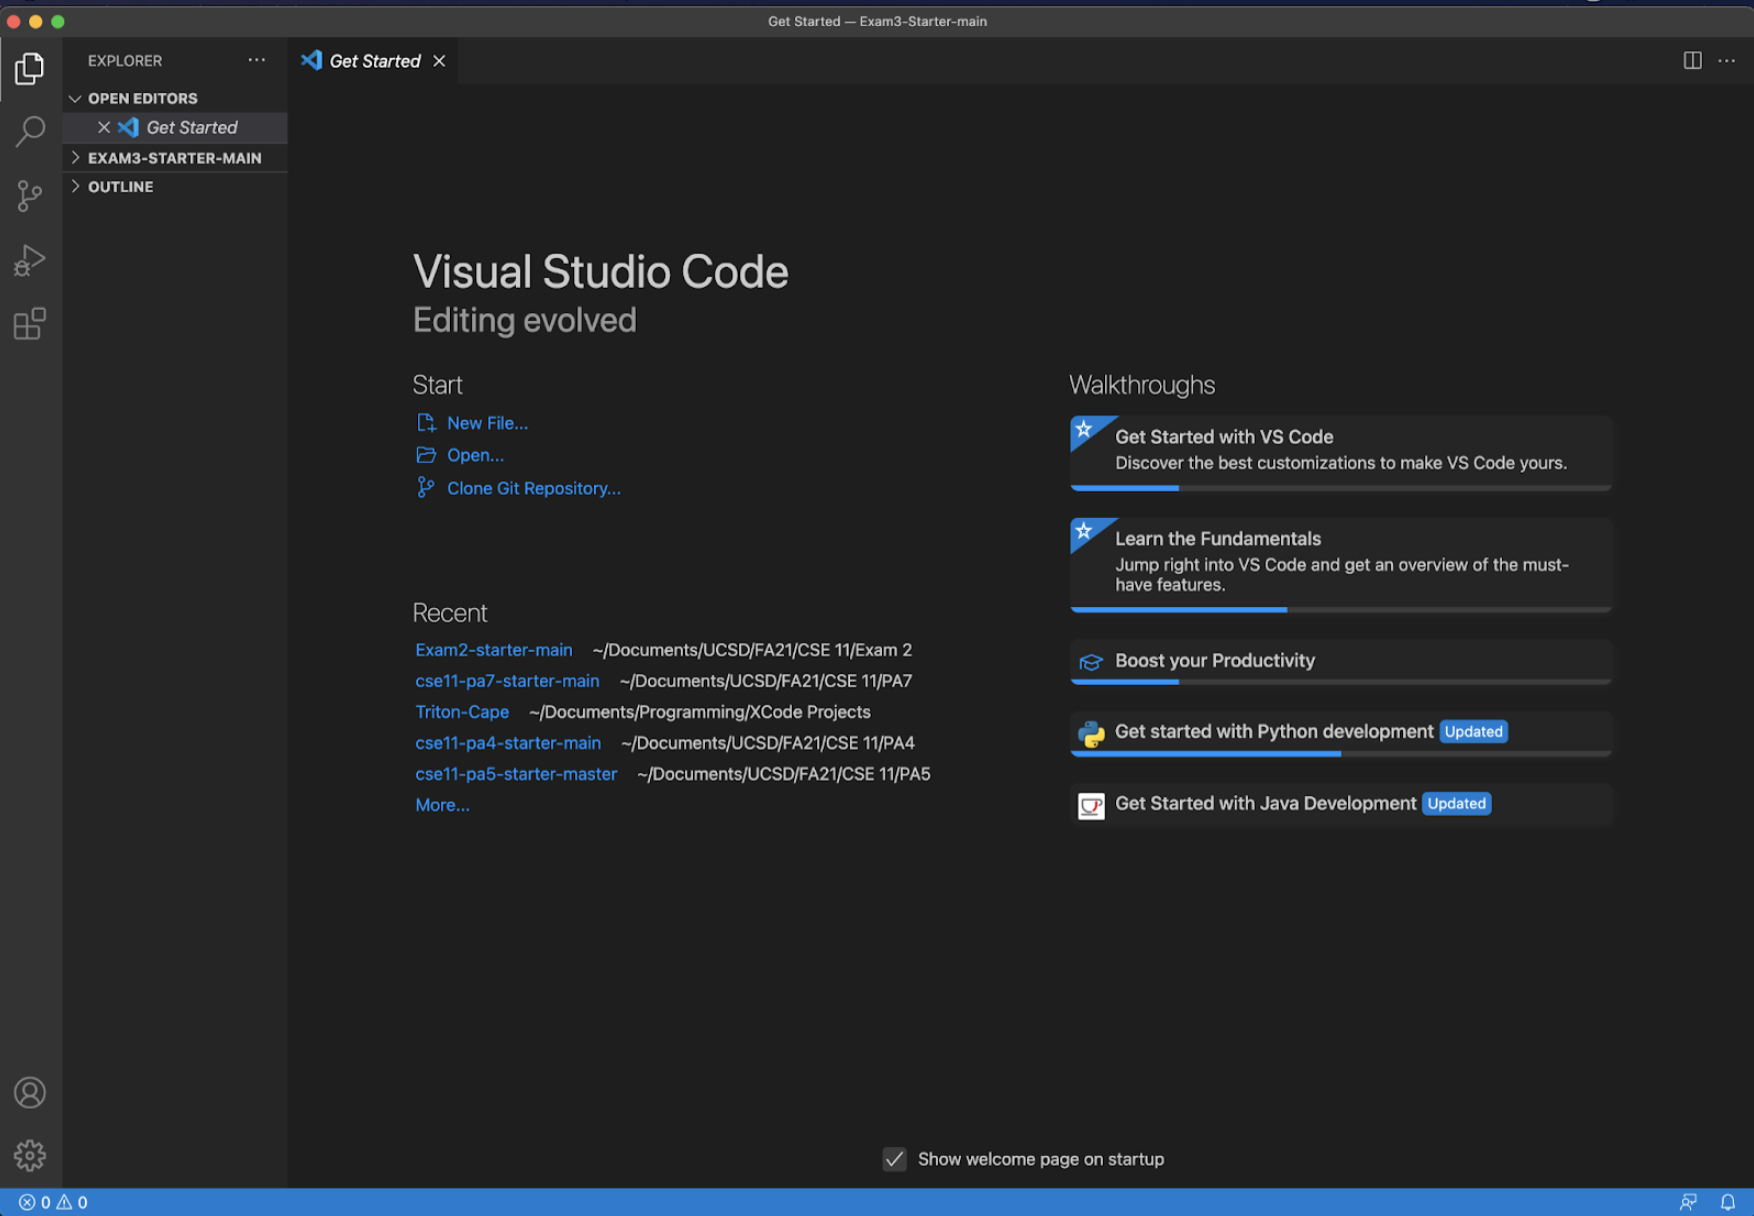 Get Started — Exam3-Starter-main
EXPLORER
Get Started
OPEN EDITORS
Get Started
EXAM3-STARTER-MAIN
OUTLINE
Visual Studio Code
Editing evolved
Start
New File...
Open...
Clone Git Repository...
Recent
Exam2-starter-main ~/Documents/UCSD/FA21/CSE 11/Exam 2
cse11-pa7-starter-main ~/Documents/UCSD/FA21/CSE 11/PA7
Triton-Cape ~/Documents/Programming/XCode Projects
cse11-pa4-starter-main ~/Documents/UCSD/FA21/CSE 11/PA4
cse11-pa5-starter-master ~/Documents/UCSD/FA21/CSE 11/PA5
More...
Walkthroughs
Get Started with VS Code
Discover the best customizations to make VS Code yours.
Learn the Fundamentals
Jump right into VS Code and get an overview of the must-
have features.
Boost your Productivity
Get started with Python development Updated
Get Started with Java Development Updated
Show welcome page on startup
0 0